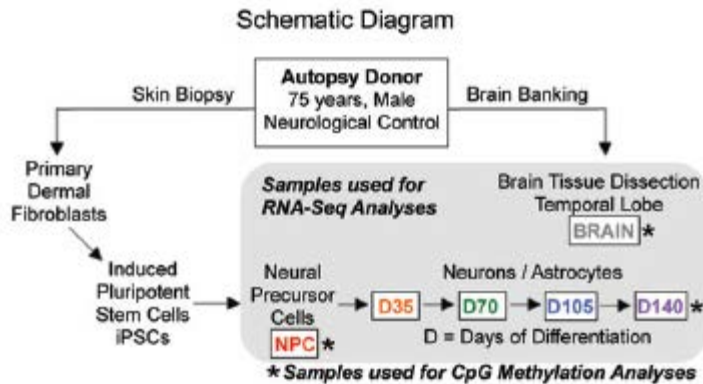 Schematic Diagram
Autopsy Donor
75 years, Male
Neurological Control
Skin Biopsy
Brain Banking
Primary
Dermal
Fibroblasts
Induced
Pluripotent
Stem Cells
iPSCs
Samples used for
RNA-Seq Analyses
Brain Tissue Dissection
Temporal Lobe
BRAIN *
Neural
Precursor
Cells
NPC *
Neurons / Astrocytes
D35
D70
D105
D140 *
D = Days of Differentiation
* Samples used for CpG Methylation Analyses